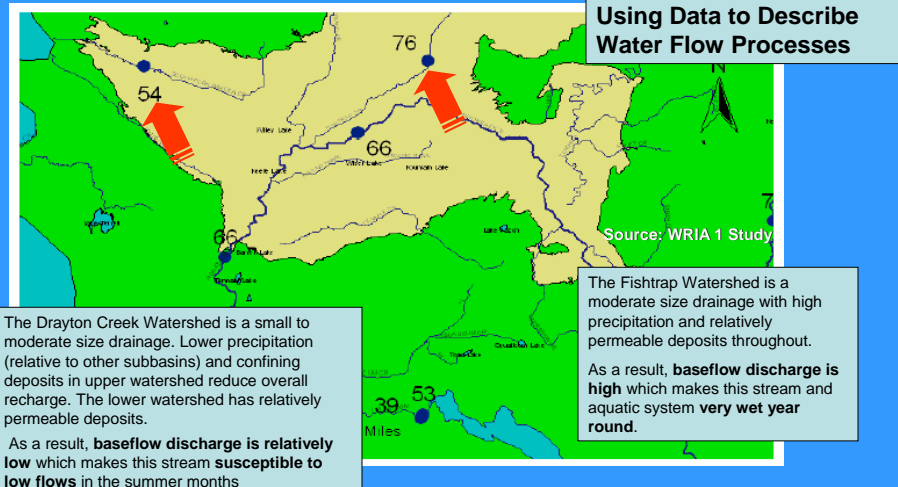 Using Data to Describe
Water Flow Processes
N
76
54
Wiser Lake
Fountain Lake
66
66
Source: WRIA 1 Study
The Fishtrap Watershed is a
moderate size drainage with high
precipitation and relatively
permeable deposits throughout.
As a result, baseflow discharge is
high which makes this stream and
aquatic system very wet year
round.
The Drayton Creek Watershed is a small to
moderate size drainage. Lower precipitation
(relative to other subbasins) and confining
deposits in upper watershed reduce overall
recharge. The lower watershed has relatively
permeable deposits.
As a result, baseflow discharge is relatively
low which makes this stream susceptible to
low flows in the summer months
39 53
Miles